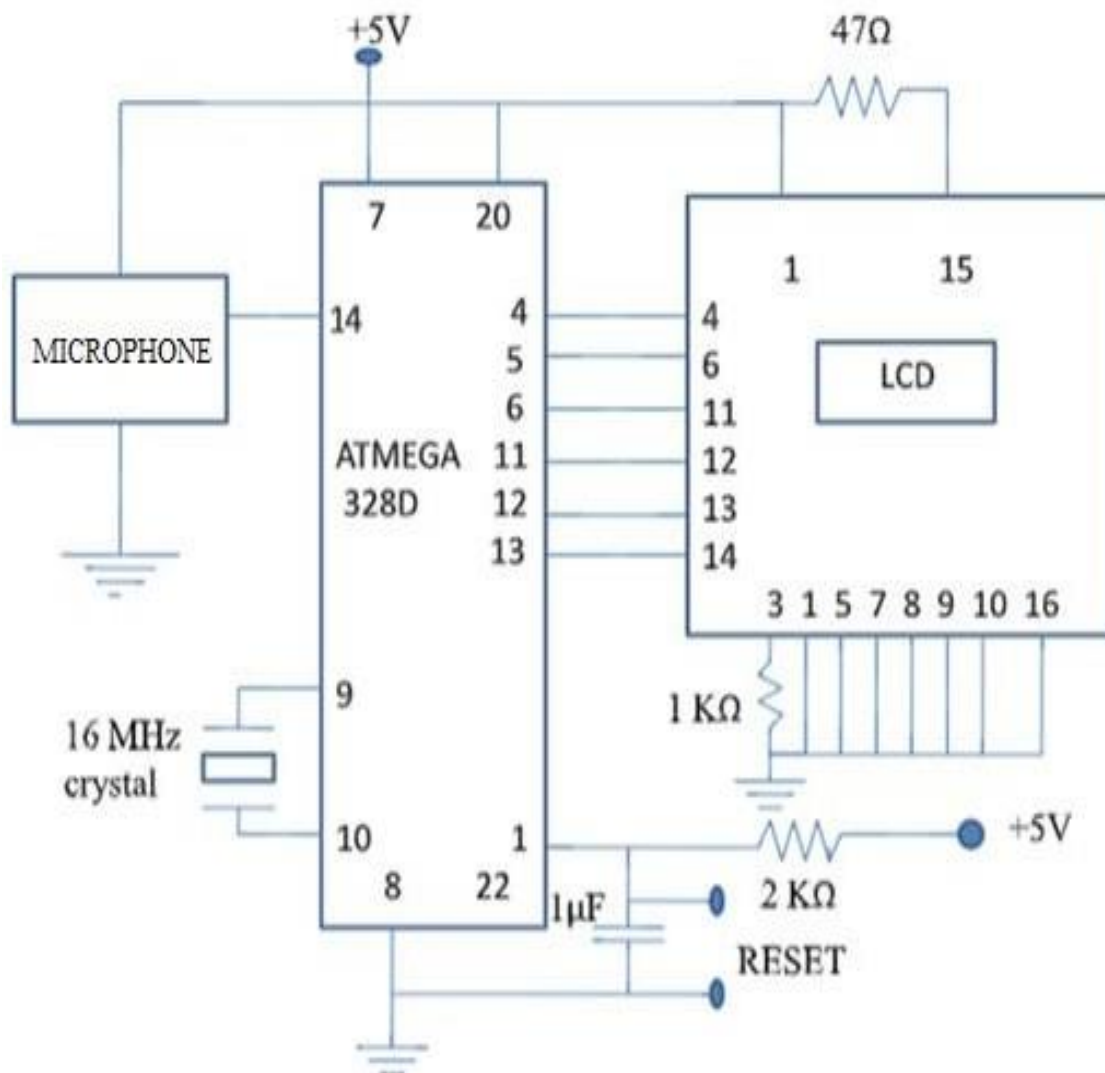 +5V
47Ω
7 20
1 15
MICROPHONE
14
4
5
6
11
12
13
ATMEGA
328D
4
6
11
12
13
14
LCD
3 1 5 7 8 9 10 16
1 KΩ
9
16 MHz
crystal
10
1
8 22
+5V
2 KΩ
1µF
RESET